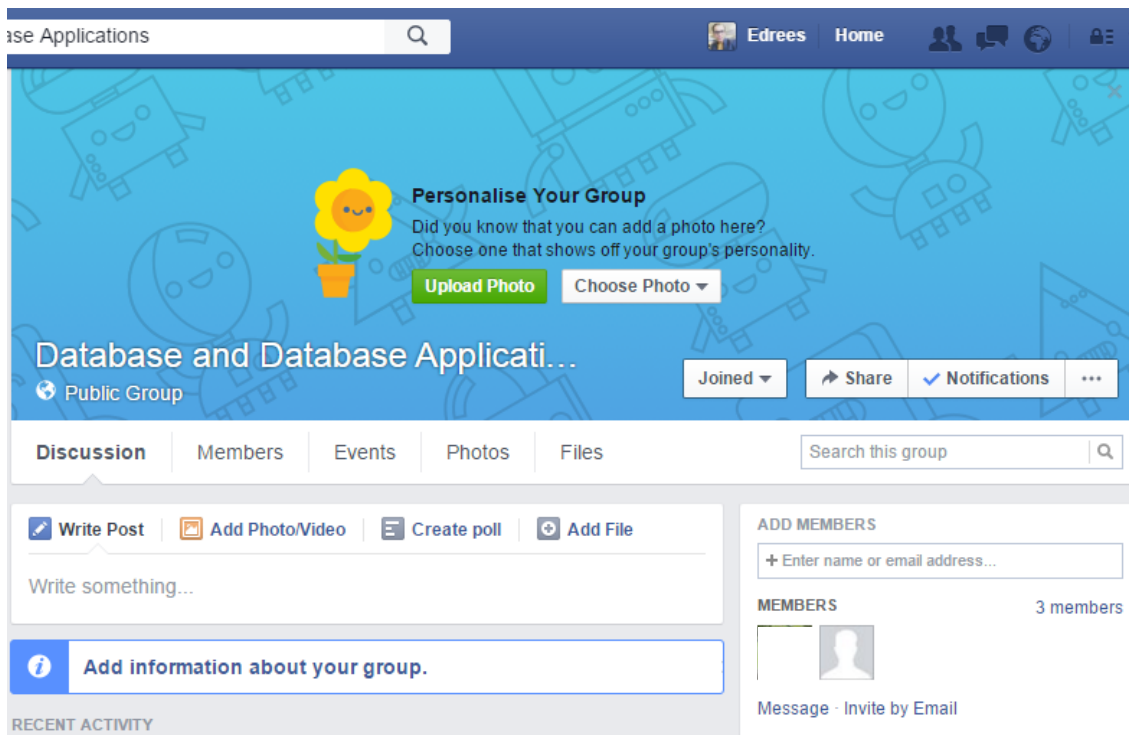 ase Applications
Edrees Home
Personalise Your Group
Did you know that you can add a photo here?
Choose one that shows off your group's personality.
Upload Photo Choose Photo
Database and Database Applicati...
Public Group
Joined Share Notifications ...
Discussion Members Events Photos Files
Search this group
Write Post Add Photo/Video Create poll Add File
Write something...
Add information about your group.
RECENT ACTIVITY
ADD MEMBERS
+ Enter name or email address...
MEMBERS 3 members
Message · Invite by Email